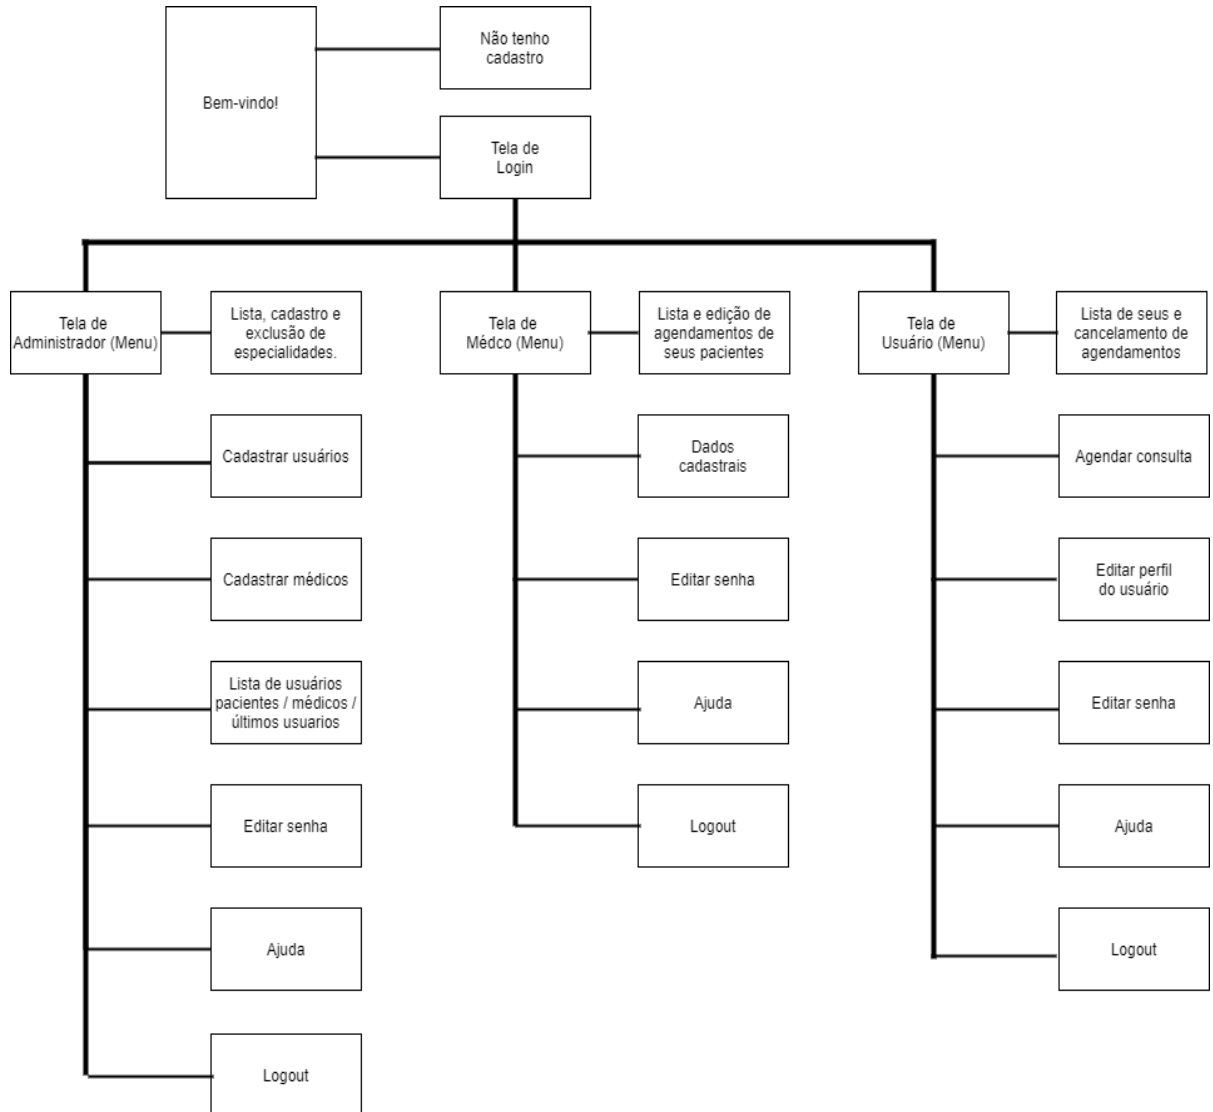 Não tenho
cadastro
Bem-vindo!
Tela de
Login
Tela de
Administrador (Menu)
Lista, cadastro e
exclusão de
especialidades.
Tela de
Médco (Menu)
Lista e edição de
agendamentos de
seus pacientes
Tela de
Usuário (Menu)
Lista de seus e
cancelamento de
agendamentos
Cadastrar usuários
Dados
cadastrais
Agendar consulta
Cadastrar médicos
Editar senha
Editar perfil
do usuário
Lista de usuários
pacientes / médicos /
últimos usuarios
Ajuda
Editar senha
Editar senha
Logout
Ajuda
Ajuda
Logout
Logout